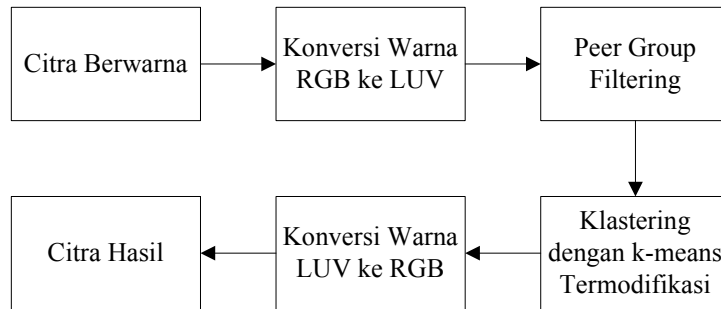 Citra Berwarna
Konversi Warna
RGB ke LUV
Peer Group
Filtering
Klastering
dengan k-means
Termodifikasi
Konversi Warna
LUV ke RGB
Citra Hasil